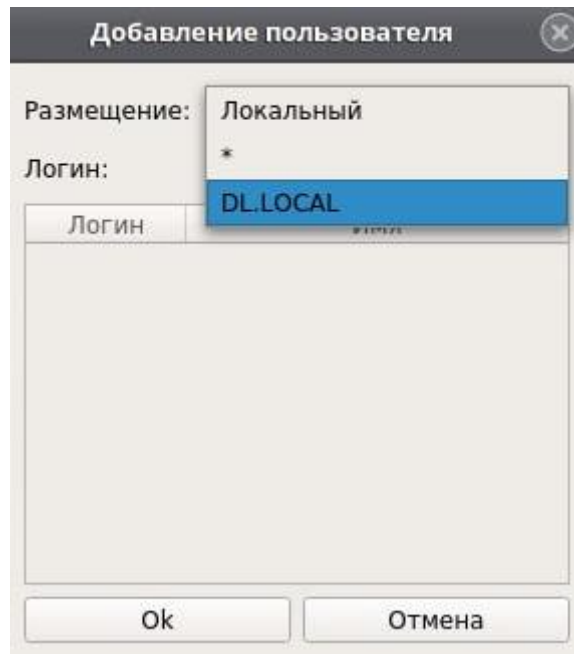 Добавление пользователя
Размещение:
Локальный
*
DL.LOCAL
Логин:
Логин
Ok
Отмена